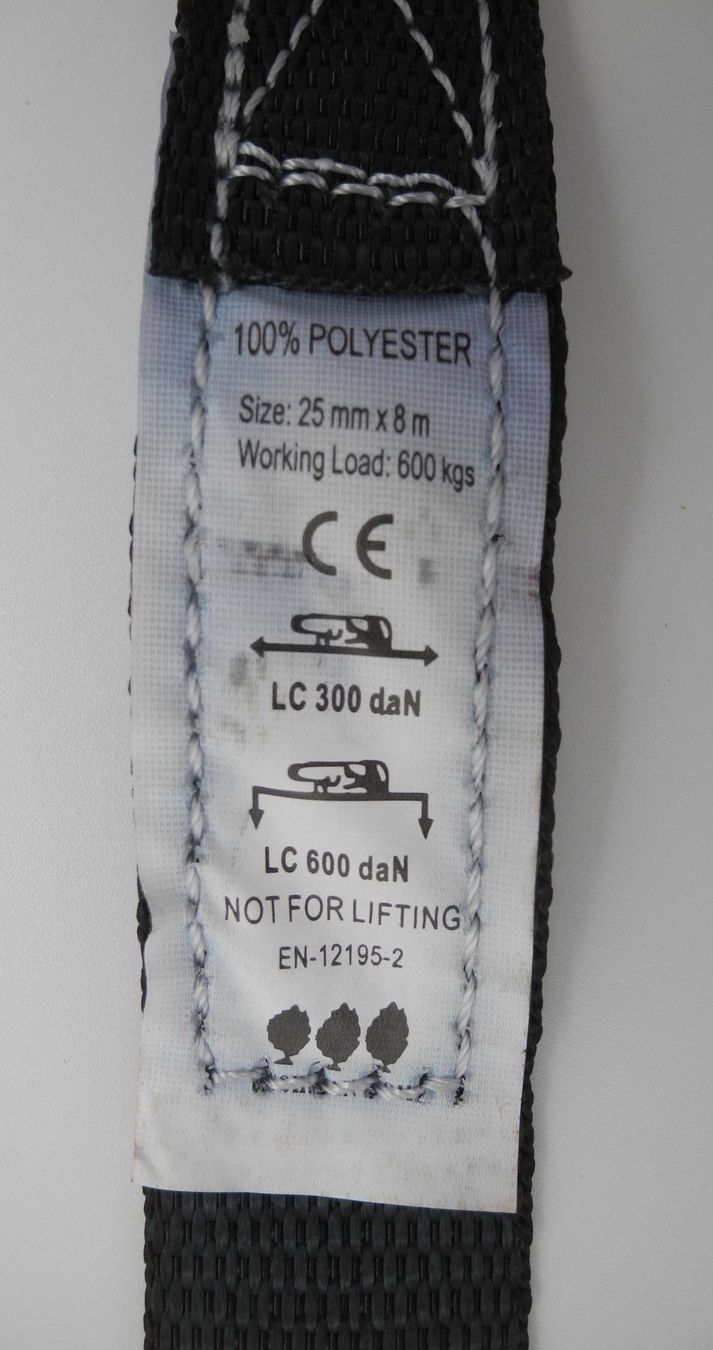 100% POLYESTER
Size: 25 mm x 8 m
Working Load: 600 kgs
CE
LC 300 daN
LC 600 daN
NOT FOR LIFTING
EN-12195-2